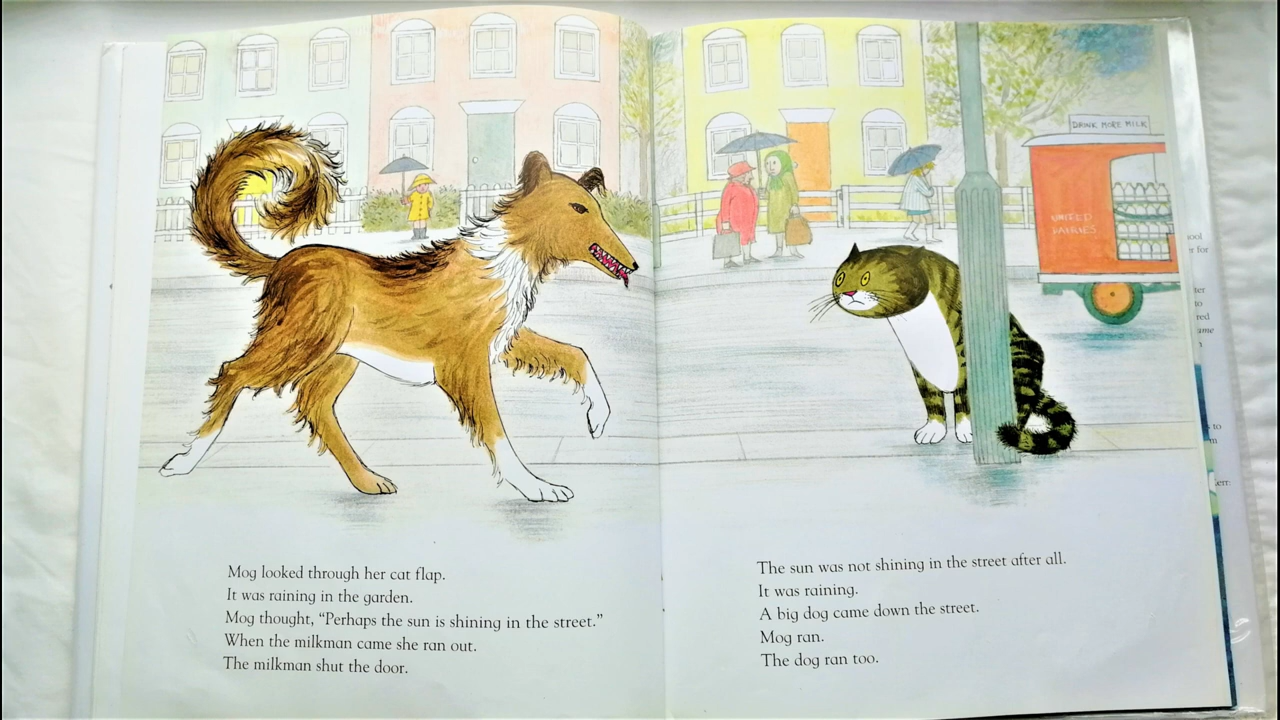 DRINK MORE MILK
UNITED
DAIRIES
Mog looked through her cat flap.
It was raining in the garden.
Mog thought, “Perhaps the sun is shining in the street.”
When the milkman came she ran out.
The milkman shut the door.
The sun was not shining in the street after all.
It was raining.
A big dog came down the street.
Mog ran.
The dog ran too.